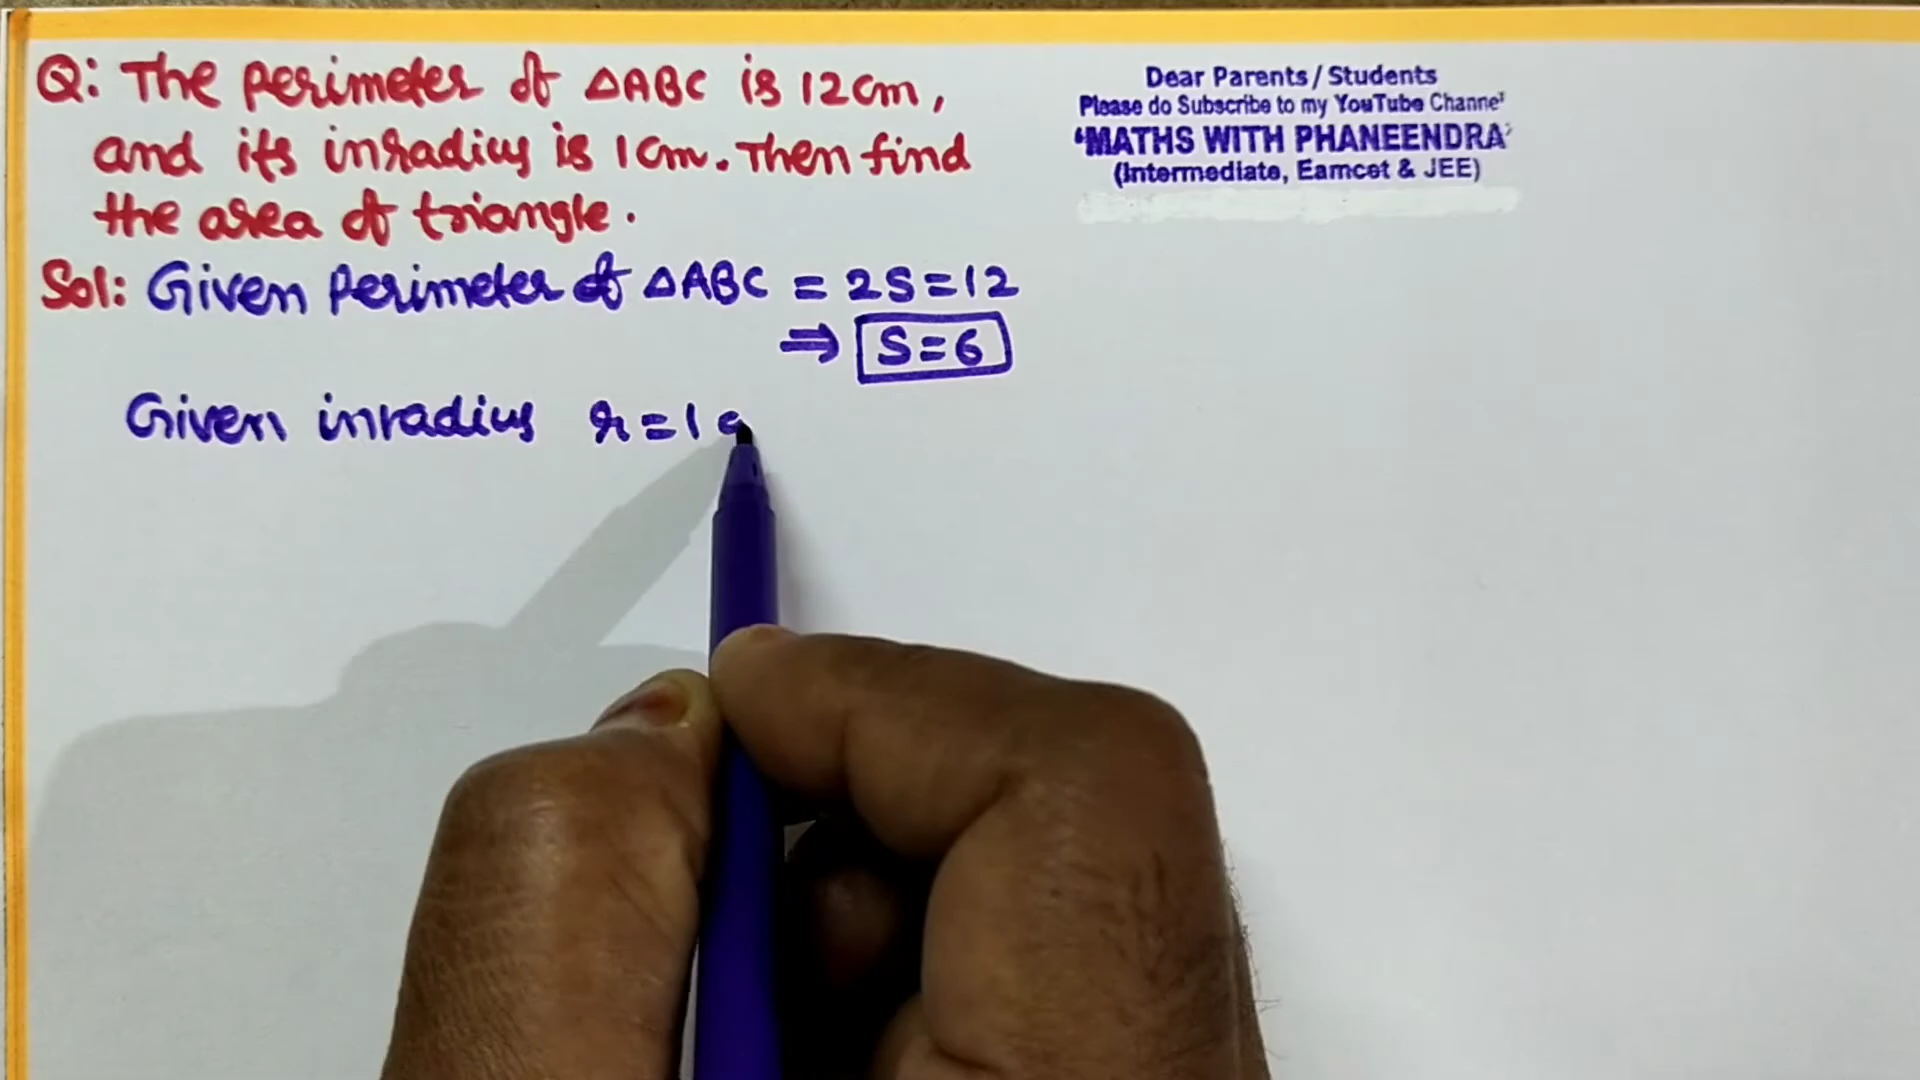 Q: The perimeter of △ABC is 12cm,
and its inradius is 1cm. Then find
the area of triangle.
Sol: Given perimeter of △ABC = 2S=12
⇒ S=6
Given inradius r=1 c
Dear Parents / Students
Please do Subscribe to my YouTube Channel
'MATHS WITH PHANEENDRA'
(Intermediate, Eamcet & JEE)